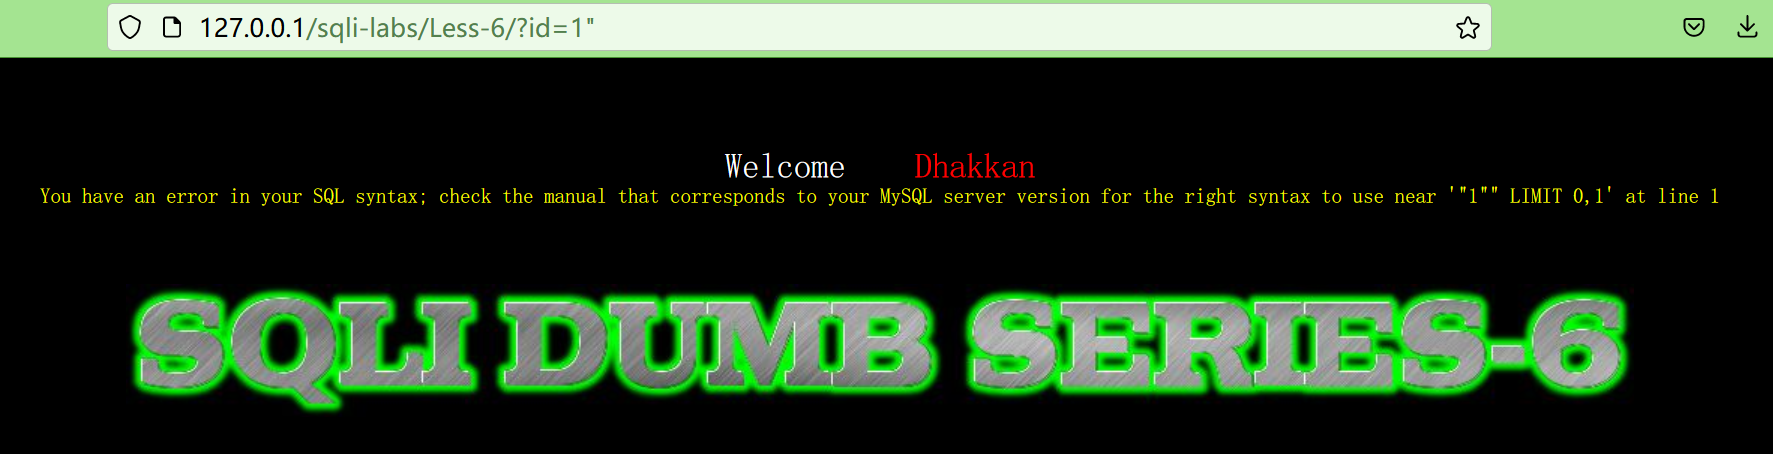 127.0.0.1/sqli-labs/Less-6/?id=1"
Welcome Dhakkan
You have an error in your SQL syntax; check the manual that corresponds to your MySQL server version for the right syntax to use near '"1"" LIMIT 0,1' at line 1
SQLI DUMB SERIES-6